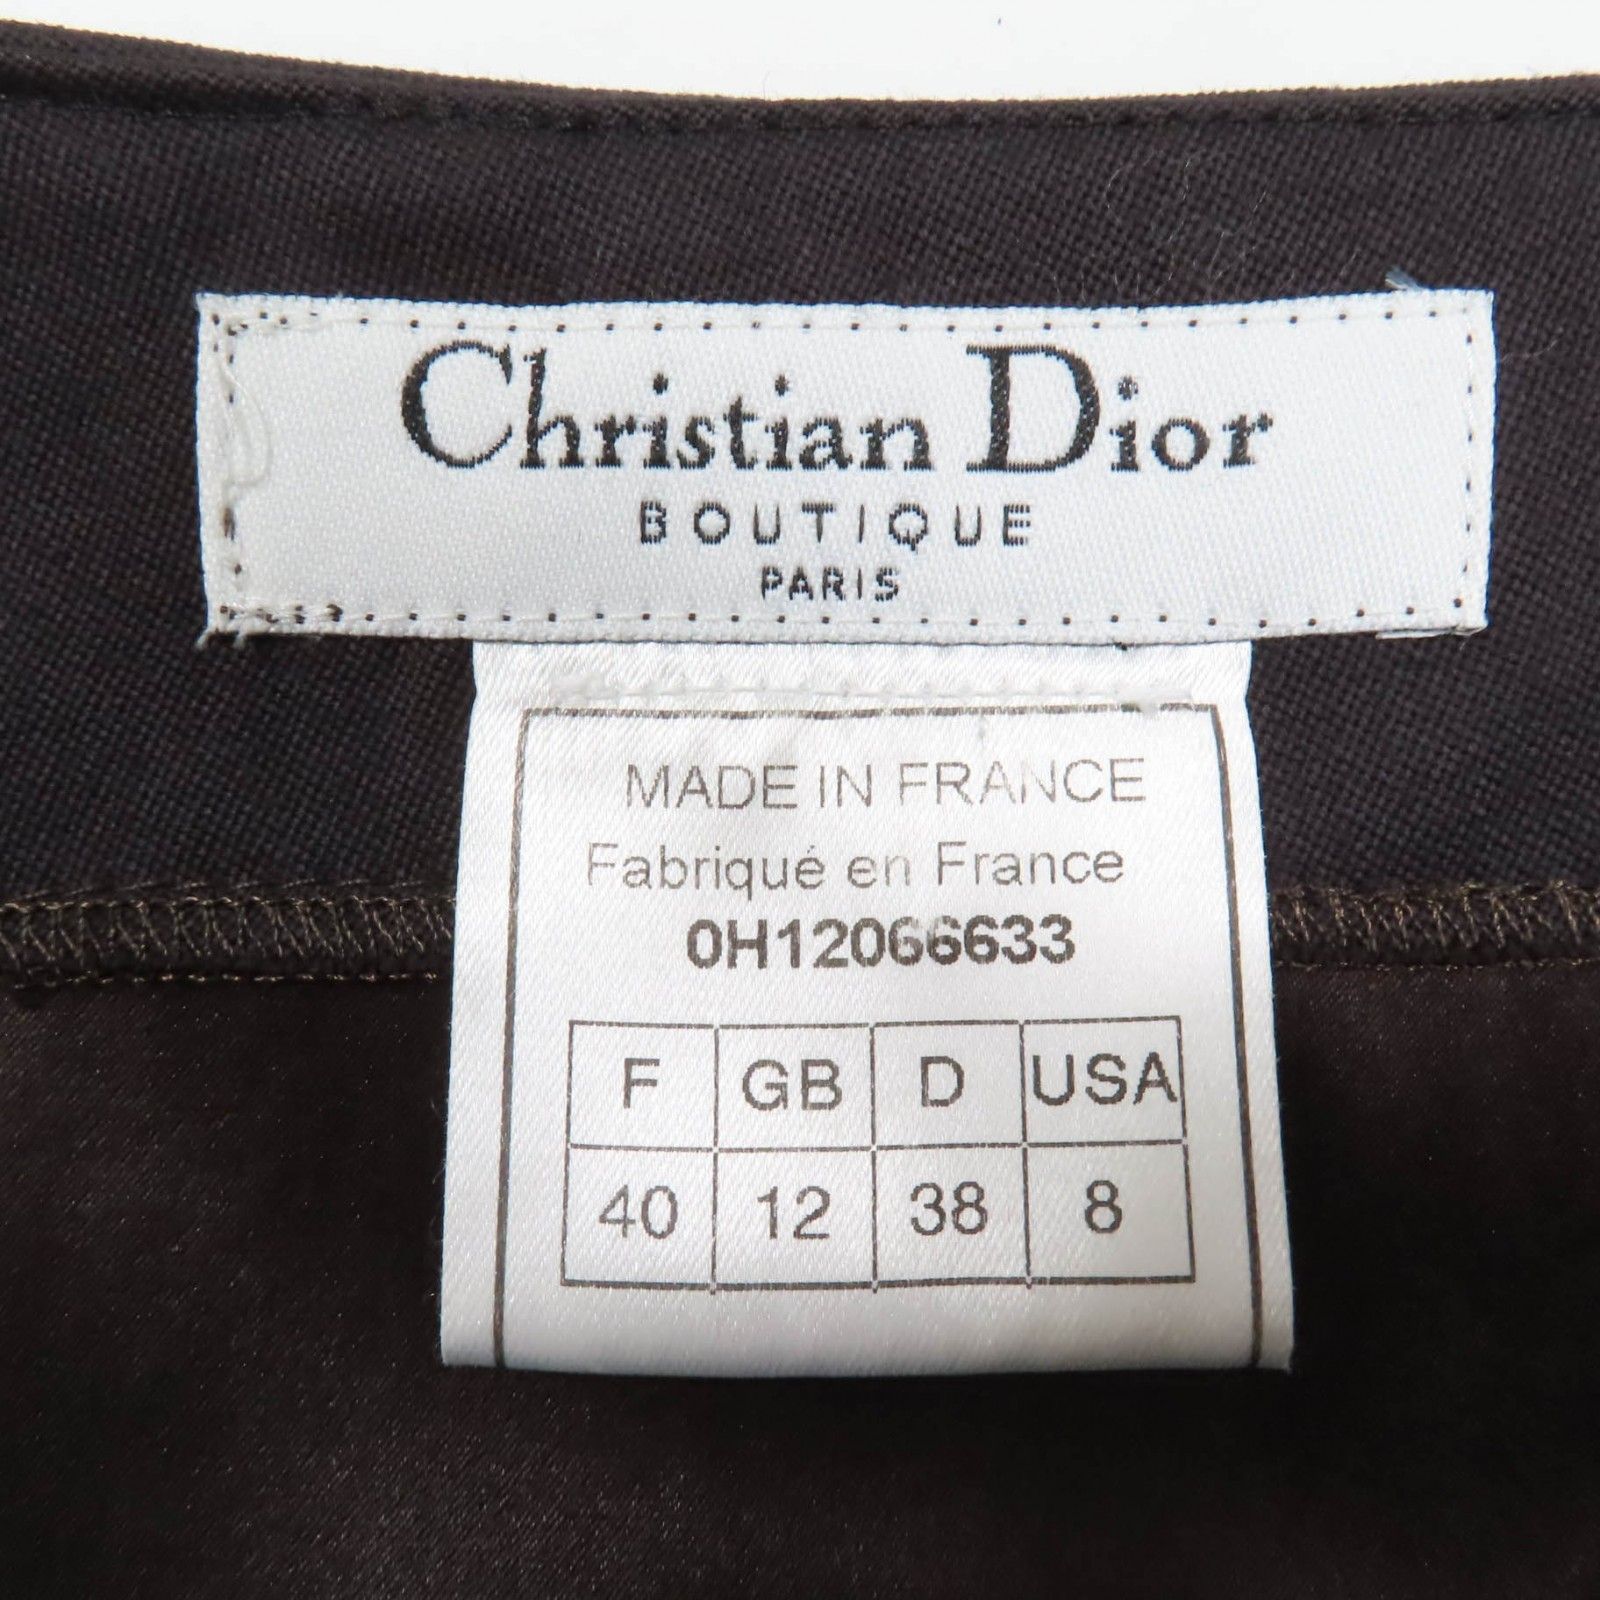 Christian Dior
BOUTIQUE
PARIS
MADE IN FRANCE
Fabriqué en France
0H12066633
F GB D USA
40 12 38 8